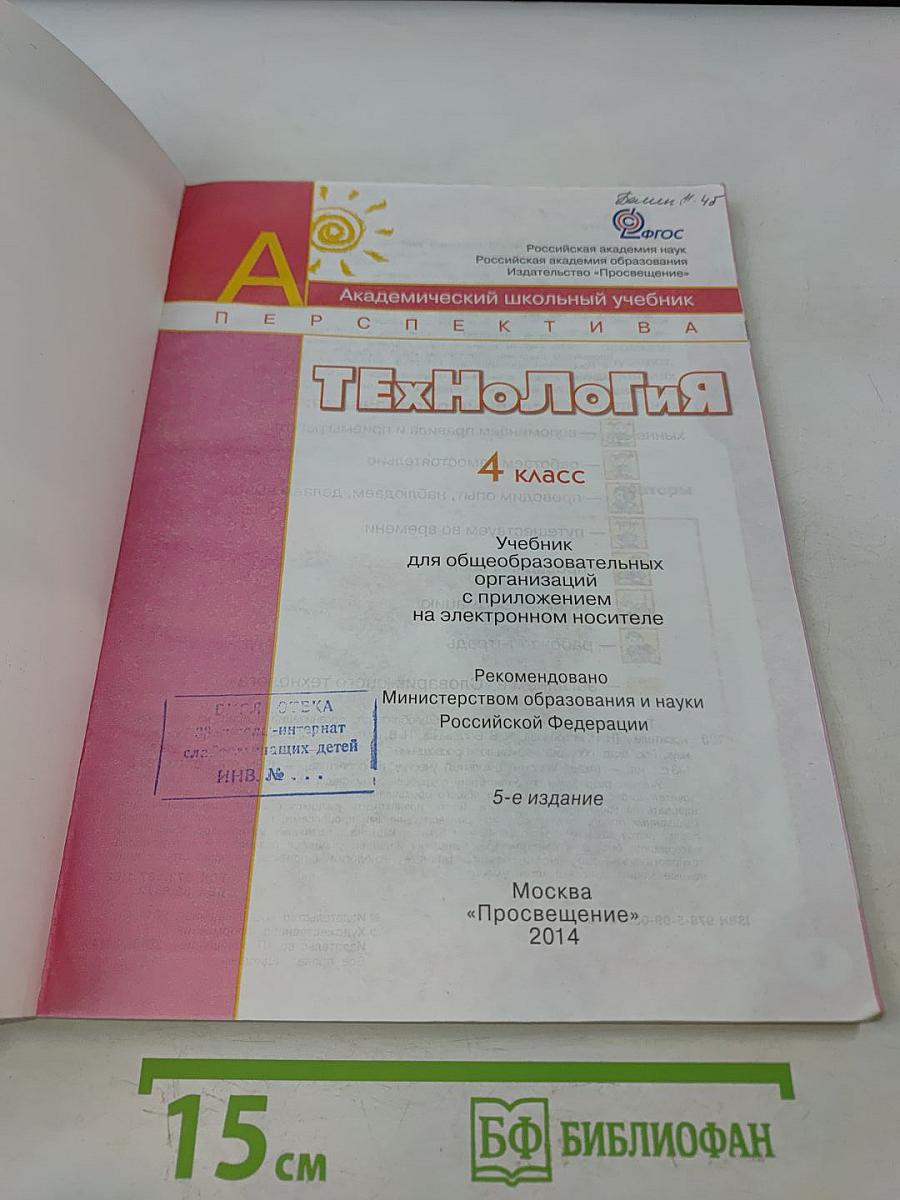 ФГОС
Российская академия наук
Российская академия образования
Издательство «Просвещение»
А
Академический школьный учебник
ПЕРСПЕКТИВА
ТЕхНоЛоГиЯ
4 класс
Учебник
для общеобразовательных
организаций
с приложением
на электронном носителе
Рекомендовано
Министерством образования и науки
Российской Федерации
ИНВ. № . . .
5-е издание
Москва
«Просвещение»
2014
15 см
БФ БИБЛИОФАН